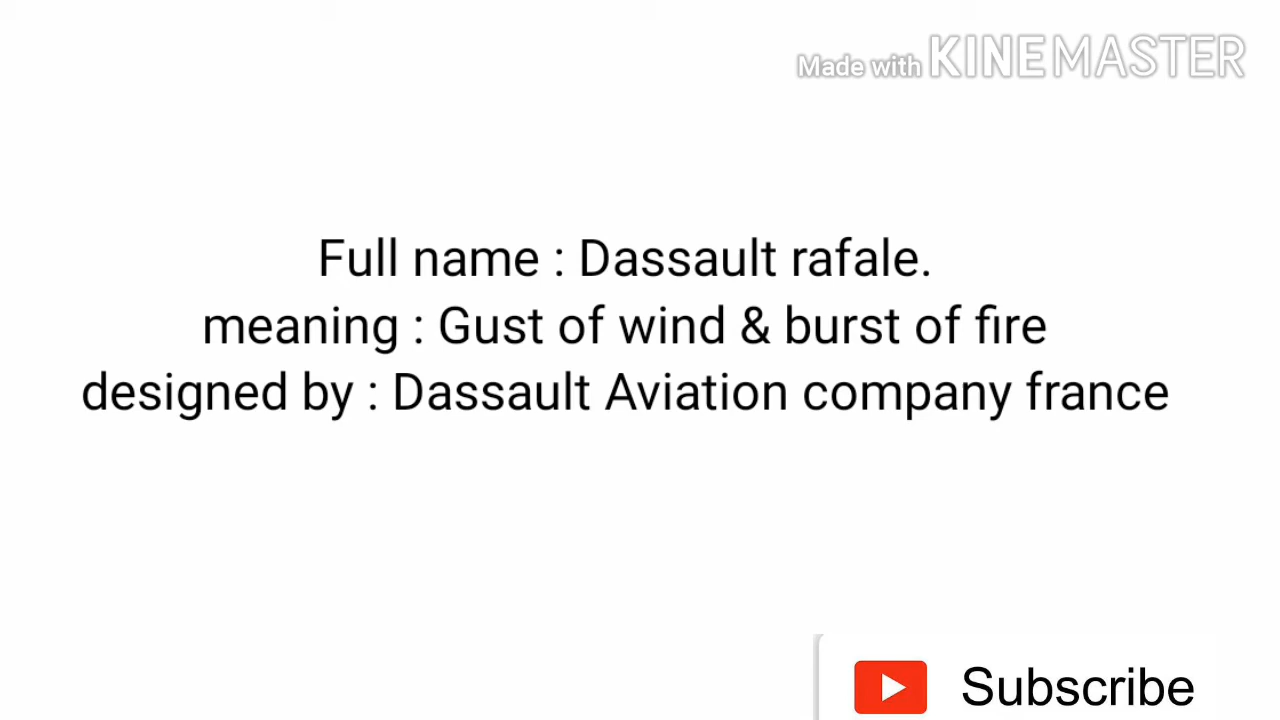 Made with KINEMASTER
Full name : Dassault rafale.
meaning : Gust of wind & burst of fire
designed by : Dassault Aviation company france
Subscribe